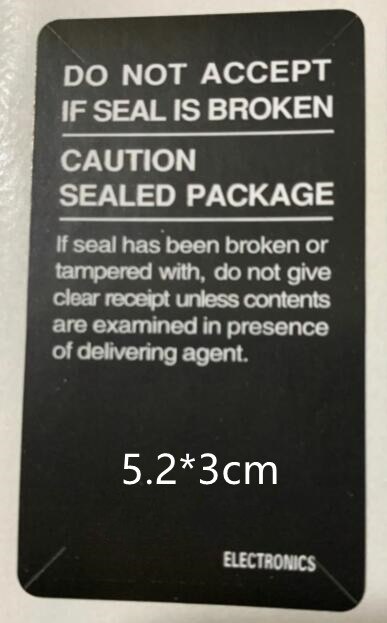 DO NOT ACCEPT
IF SEAL IS BROKEN
CAUTION
SEALED PACKAGE
If seal has been broken or
tampered with, do not give
clear receipt unless contents
are examined in presence
of delivering agent.
5.2*3cm
ELECTRONICS